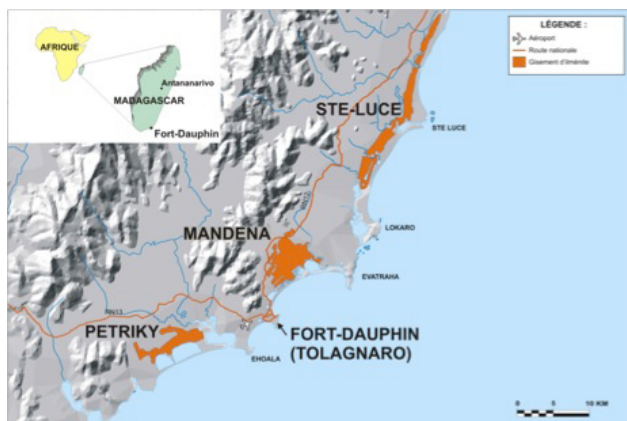 AFRIQUE
Antananarivo
MADAGASCAR
Fort-Dauphin
LÉGENDE :
Aéroport
Route nationale
Gisement d'ilménite
STE-LUCE
STE LUCE
MANDENA
LOKARO
EVATRAHA
RN13
PETRIKY
FORT-DAUPHIN
(TOLAGNARO)
EHOALA
0 5 10 KM